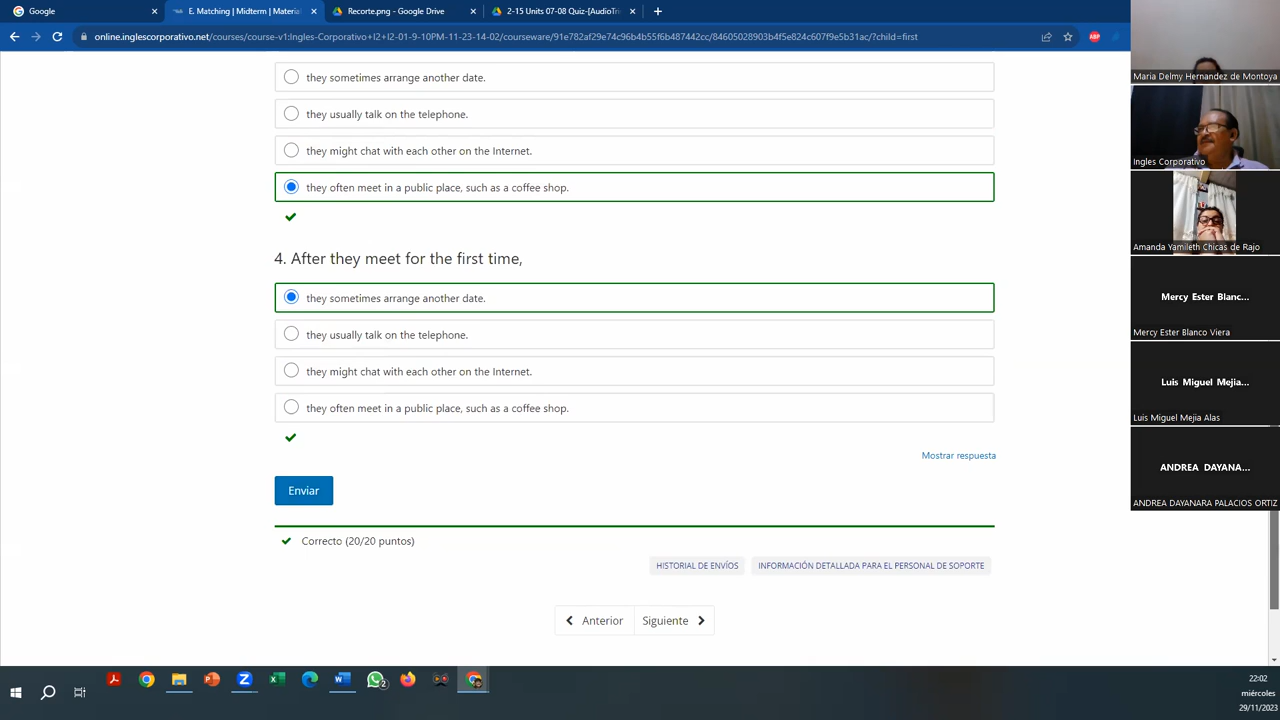 Google
E. Matching | Midterm | Materia
Recorte.png - Google Drive
2-15 Units 07-08 Quiz-[AudioTri
online.inglescorporativo.net/courses/course-v1:Ingles-Corporativo+I2+I2-01-9-10PM-11-23-14-02/courseware/91e782af29e74c96b4b55f6b487442cc/84605028903b4f5e824c607f9e5b31ac/?child=first
ABP
they sometimes arrange another date.
they usually talk on the telephone.
they might chat with each other on the Internet.
they often meet in a public place, such as a coffee shop.
4. After they meet for the first time,
they sometimes arrange another date.
they usually talk on the telephone.
they might chat with each other on the Internet.
they often meet in a public place, such as a coffee shop.
Mostrar respuesta
Enviar
Correcto (20/20 puntos)
HISTORIAL DE ENVÍOS
INFORMACIÓN DETALLADA PARA EL PERSONAL DE SOPORTE
Anterior
Siguiente
Maria Delmy Hernandez de Montoya
Ingles Corporativo
Amanda Yamileth Chicas de Rajo
Mercy Ester Blanc...
Mercy Ester Blanco Viera
Luis Miguel Mejia...
Luis Miguel Mejia Alas
ANDREA DAYANA...
ANDREA DAYANARA PALACIOS ORTIZ
2
22:02
miércoles
29/11/2023